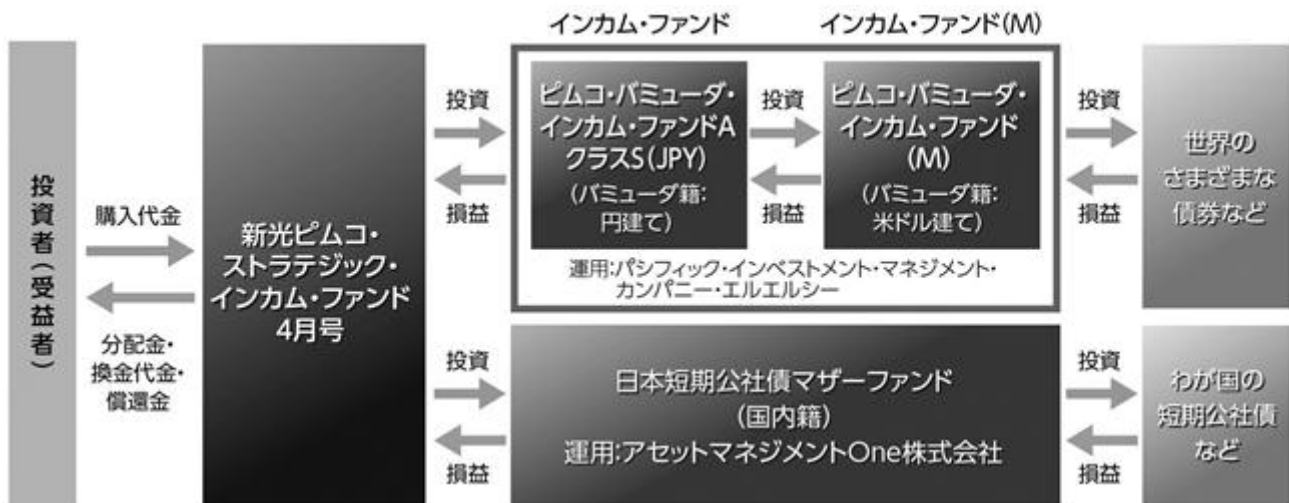 投資者(受益者)
購入代金
分配金・
換金代金・
償還金
新光ピムコ・
ストラテジック・
インカム・ファンド
4月号
投資
損益
インカム・ファンド
ピムコ・バミューダ・
インカム・ファンドA
クラスS(JPY)
(バミューダ籍:
円建て)
投資
損益
インカム・ファンド(M)
ピムコ・バミューダ・
インカム・ファンド
(M)
(バミューダ籍:
米ドル建て)
運用:パシフィック・インベストメント・マネジメント・
カンパニー・エルエルシー
投資
損益
世界の
さまざまな
債券など
投資
損益
日本短期公社債マザーファンド
(国内籍)
運用:アセットマネジメントOne株式会社
投資
損益
わが国の
短期公社債
など